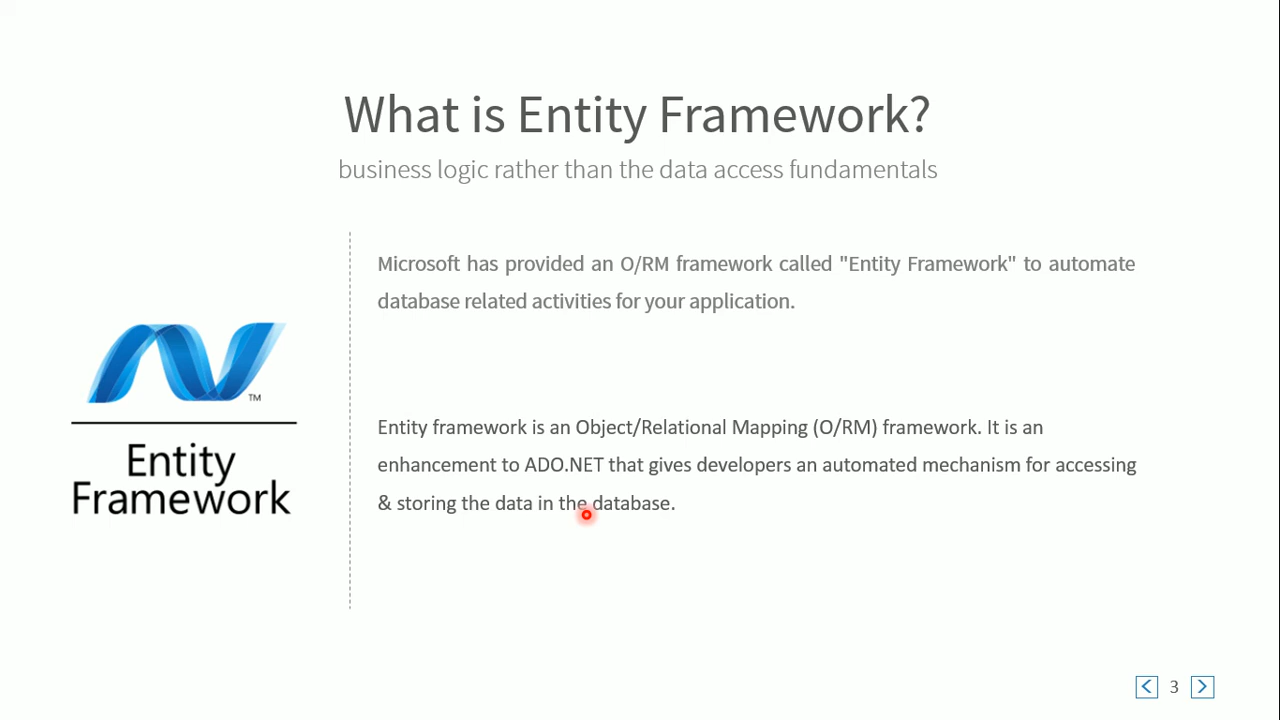 What is Entity Framework?
business logic rather than the data access fundamentals
Microsoft has provided an O/RM framework called "Entity Framework" to automate
database related activities for your application.
TM
Entity
Framework
Entity framework is an Object/Relational Mapping (O/RM) framework. It is an
enhancement to ADO.NET that gives developers an automated mechanism for accessing
& storing the data in the database.
3